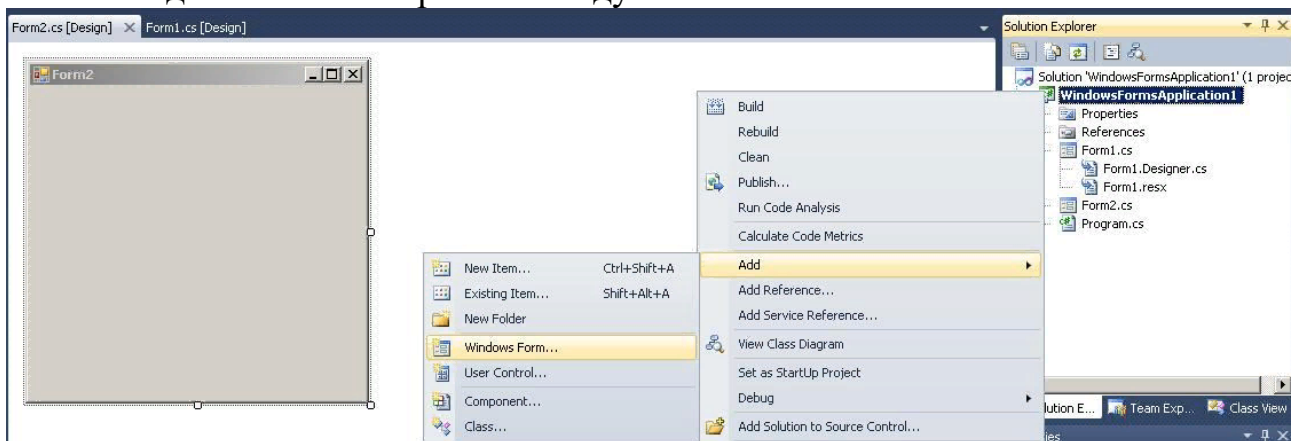 Form2.cs [Design] Form1.cs [Design]
Form2
Solution Explorer
Solution 'WindowsFormsApplication1' (1 projec
WindowsFormsApplication1
Properties
References
Form1.cs
Form1.Designer.cs
Form1.resx
Form2.cs
Program.cs
Build
Rebuild
Clean
Publish...
Run Code Analysis
Calculate Code Metrics
Add
Add Reference...
Add Service Reference...
View Class Diagram
Set as StartUp Project
Debug
Add Solution to Source Control...
New Item... Ctrl+Shift+A
Existing Item... Shift+Alt+A
New Folder
Windows Form...
User Control...
Component...
Class...
lution E... Team Exp... Class View
ies